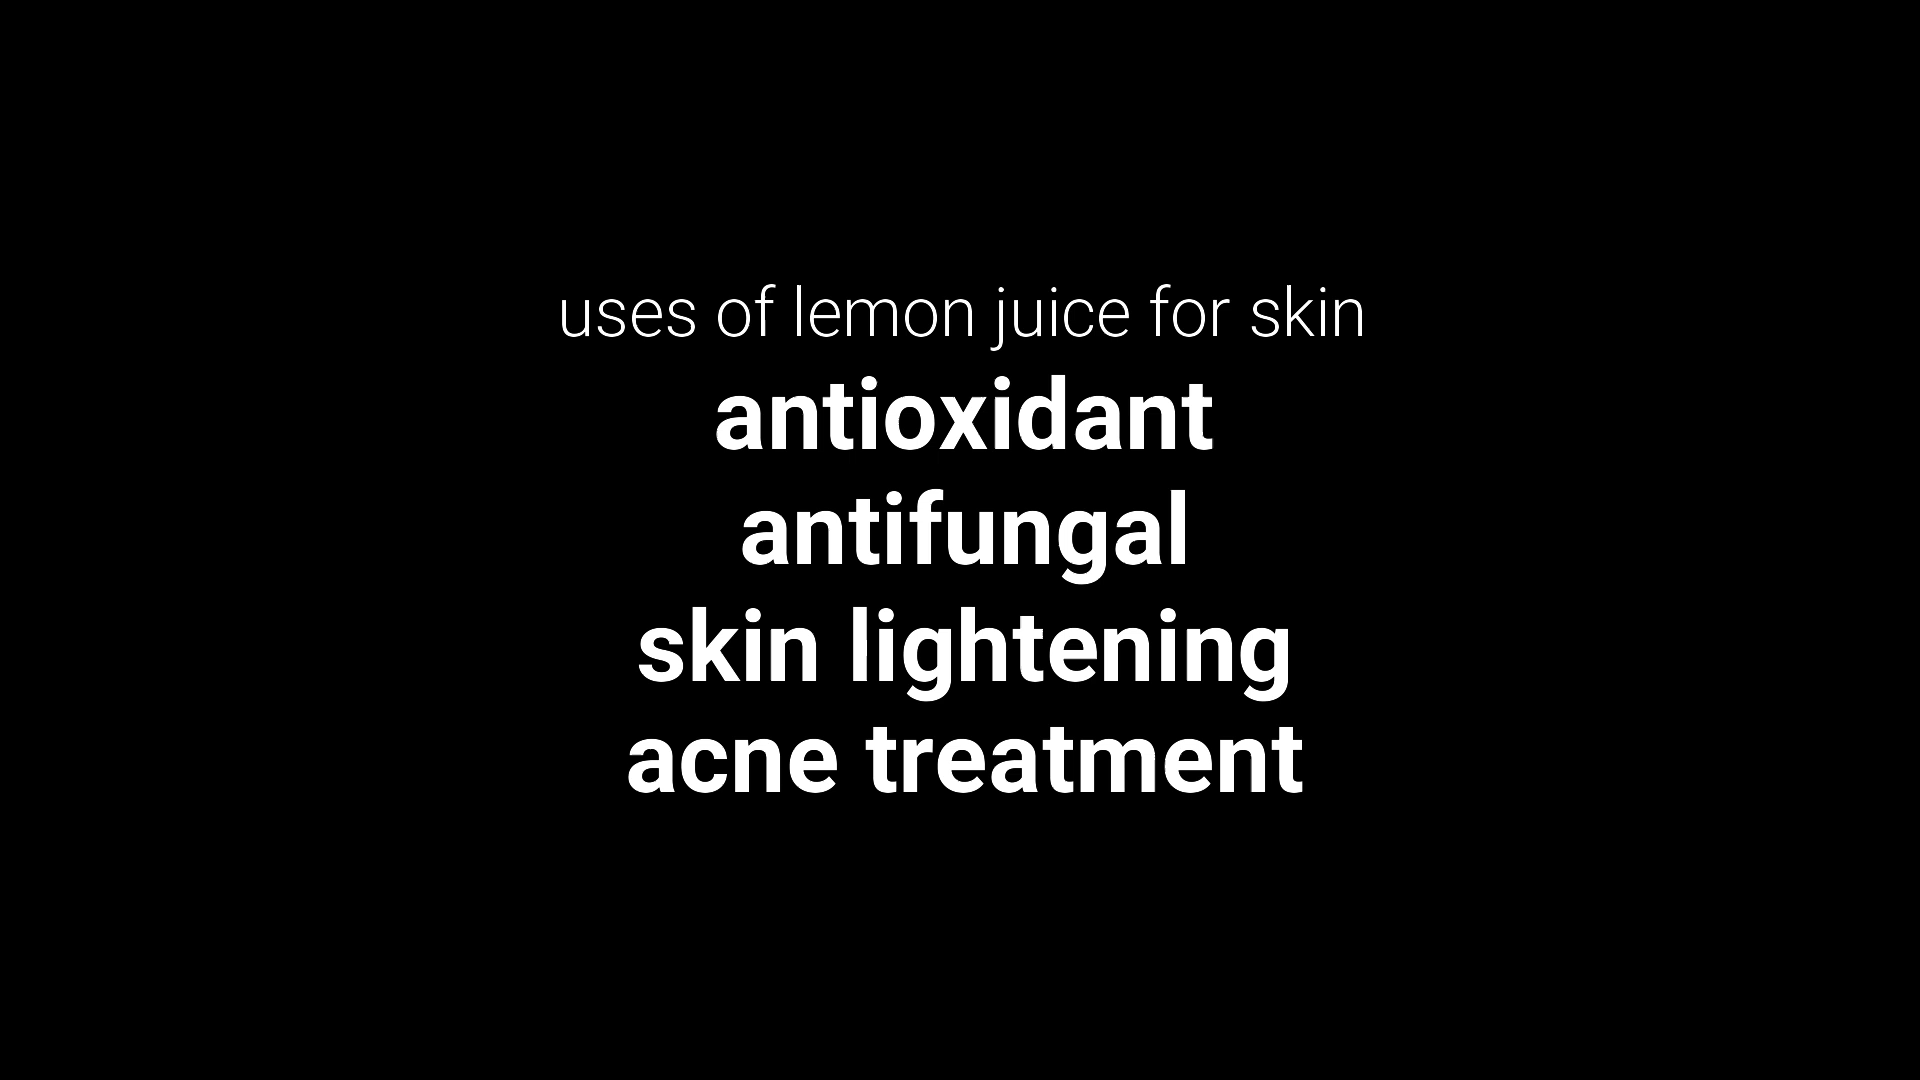 uses of lemon juice for skin
antioxidant
antifungal
skin lightening
acne treatment